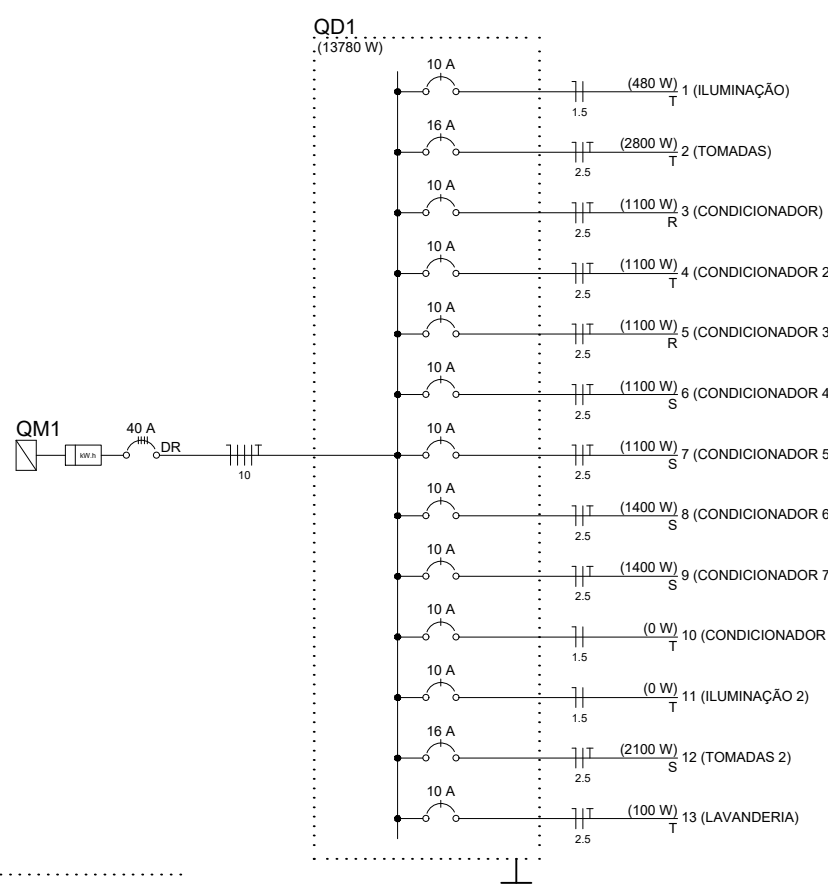 QD1
(13780 W)
10 A
(480 W) 1 (ILUMINAÇÃO)
T
1.5
16 A
T (2800 W) 2 (TOMADAS)
T
2.5
10 A
T (1100 W) 3 (CONDICIONADOR)
R
2.5
10 A
T (1100 W) 4 (CONDICIONADOR 2
T
2.5
10 A
T (1100 W) 5 (CONDICIONADOR 3
R
2.5
10 A
T (1100 W) 6 (CONDICIONADOR 4
S
2.5
QM1
kW.h
40 A
DR
T
10
10 A
T (1100 W) 7 (CONDICIONADOR 5
S
2.5
10 A
T (1400 W) 8 (CONDICIONADOR 6
S
2.5
10 A
T (1400 W) 9 (CONDICIONADOR 7
S
2.5
10 A
(0 W) 10 (CONDICIONADOR
T
1.5
10 A
(0 W) 11 (ILUMINAÇÃO 2)
T
1.5
16 A
T (2100 W) 12 (TOMADAS 2)
S
2.5
10 A
T (100 W) 13 (LAVANDERIA)
T
2.5